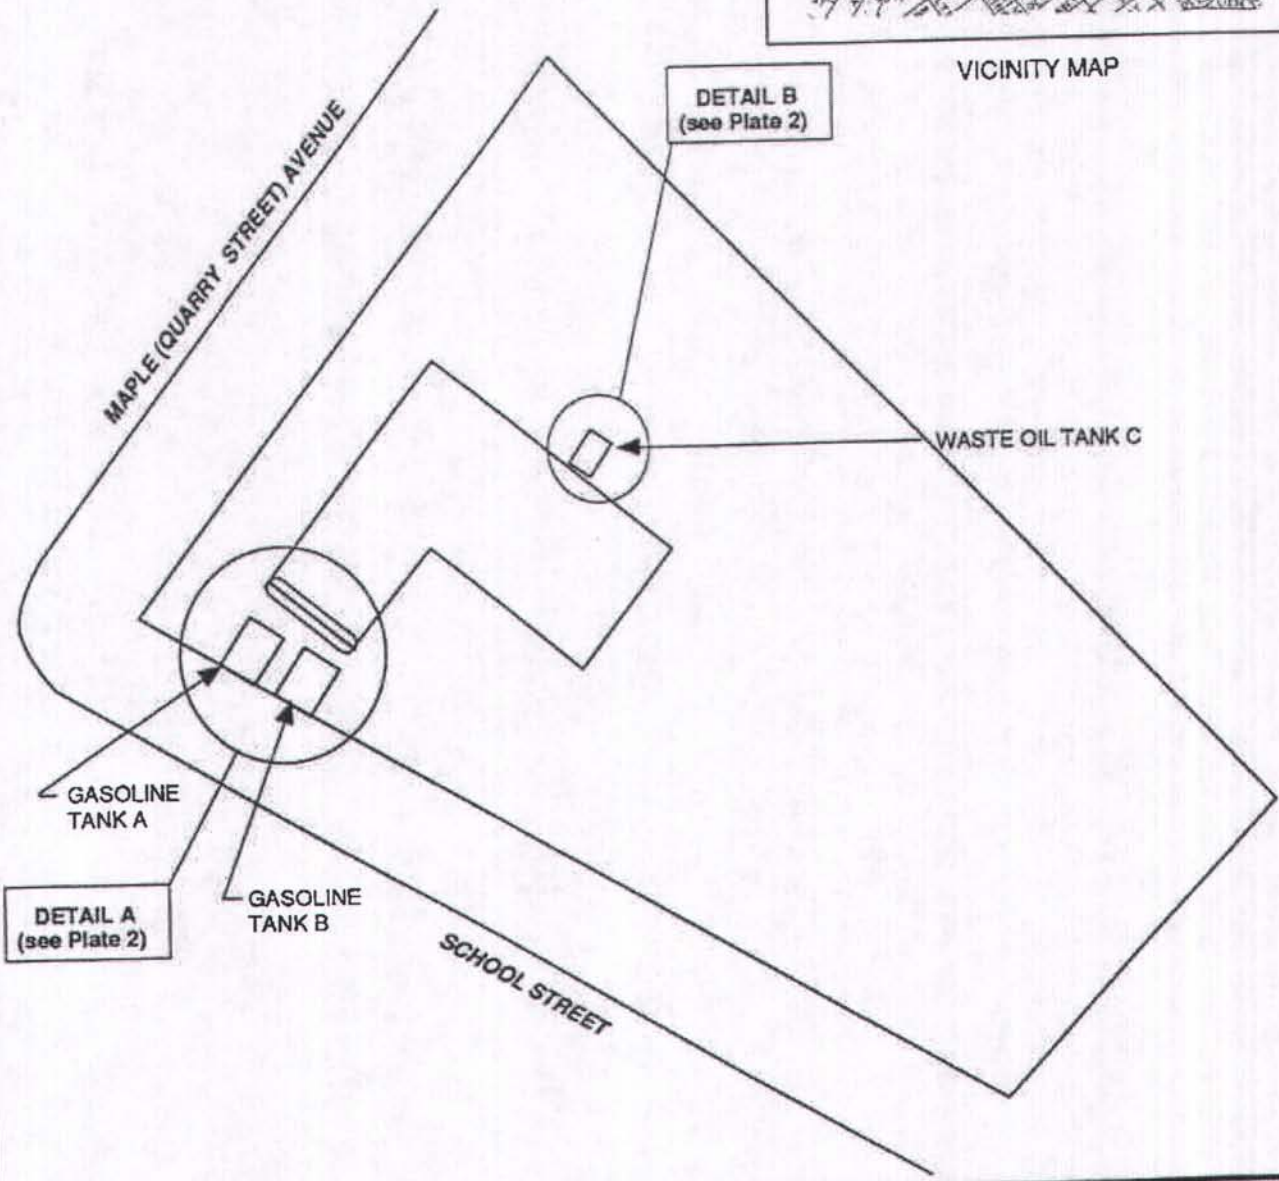 VICINITY MAP
DETAIL B
(see Plate 2)
MAPLE (QUARRY STREET) AVENUE
WASTE OIL TANK C
GASOLINE
TANK A
GASOLINE
TANK B
DETAIL A
(see Plate 2)
SCHOOL STREET